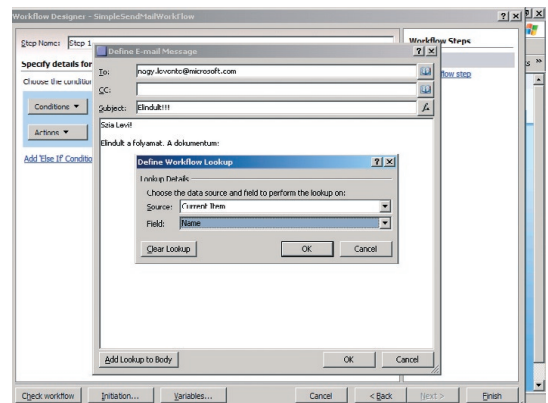 Workflow Designer - SimpleSendMailWorkflow
Step Name: Step 1
Workflow Steps
Specify details for
flow step
Choose the condition
Conditions
Actions
Add 'Else If' Conditio
Define E-mail Message
To: nagy.levente@microsoft.com
CC:
Subject: Elindult!!!
Szia Levi!
Elindult a folyamat. A dokumentum:
Define Workflow Lookup
Lookup Details
Choose the data source and field to perform the lookup on:
Source: Current Item
Field: Name
Clear Lookup OK Cancel
Add Lookup to Body OK Cancel
Check workflow Initiation... Variables... Cancel < Back Next > Finish